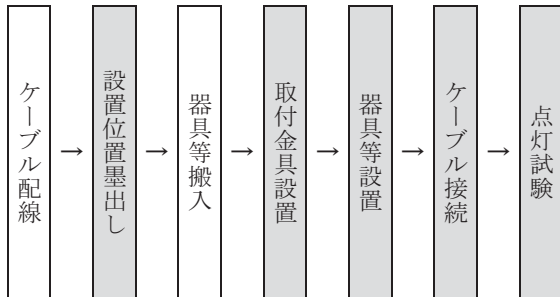 ケーブル配線
→
設置位置墨出し
→
器具等搬入
→
取付金具設置
→
器具等設置
→
ケーブル接続
→
点灯試験